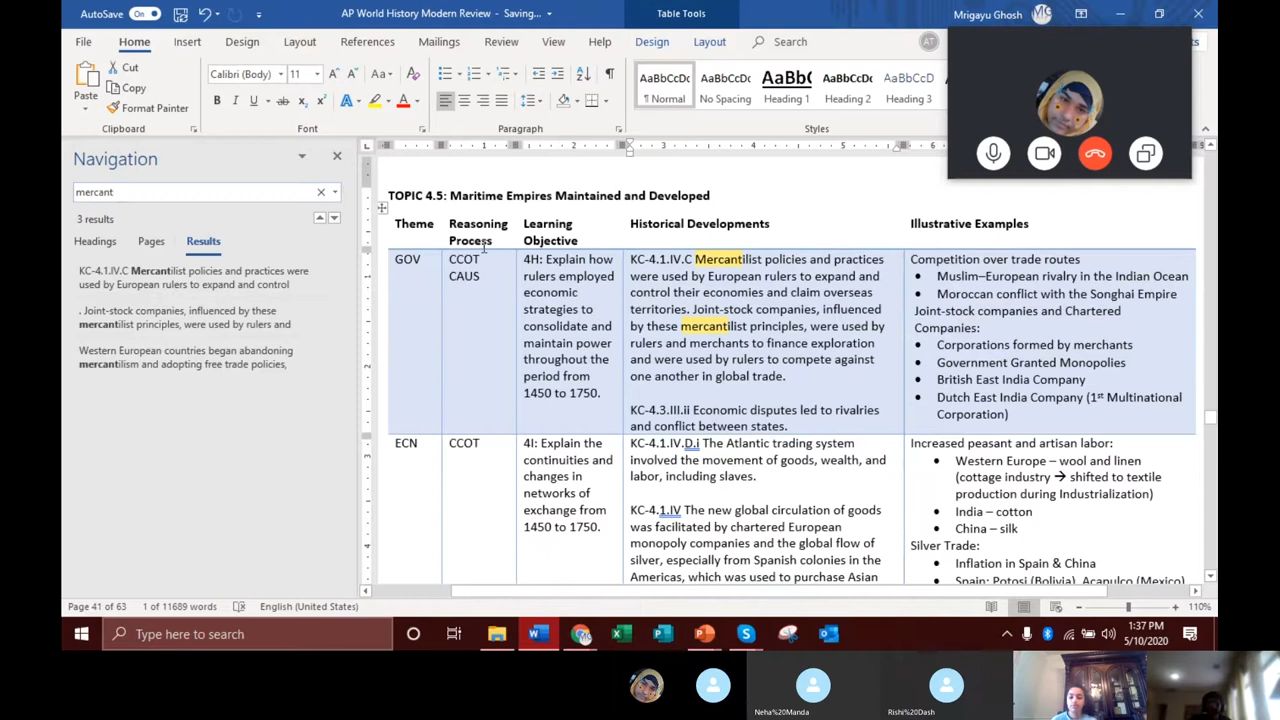 AutoSave On
AP World History Modern Review - Saving...
Table Tools
Mrigayu Ghosh
File Home Insert Design Layout References Mailings Review View Help Design Layout Search AT
Paste
Cut
Copy
Format Painter
Calibri (Body) 11
AaBbCcDc
¶ Normal
AaBbCcDc
No Spacing
AaBbCc
Heading 1
AaBbCcDc
Heading 2
AaBbCcDd
Heading 3
Clipboard Font Paragraph Styles
Navigation
mercant
3 results
Headings Pages Results
KC-4.1.IV.C Mercantilist policies and practices were
used by European rulers to expand and control
. Joint-stock companies, influenced by these
mercantilist principles, were used by rulers and
Western European countries began abandoning
mercantilism and adopting free trade policies,
TOPIC 4.5: Maritime Empires Maintained and Developed
Theme
Reasoning
Process
Learning
Objective
Historical Developments
Illustrative Examples
GOV
CCOT
CAUS
4H: Explain how
rulers employed
economic
strategies to
consolidate and
maintain power
throughout the
period from
1450 to 1750.
KC-4.1.IV.C Mercantilist policies and practices
were used by European rulers to expand and
control their economies and claim overseas
territories. Joint-stock companies, influenced
by these mercantilist principles, were used by
rulers and merchants to finance exploration
and were used by rulers to compete against
one another in global trade.
KC-4.3.III.ii Economic disputes led to rivalries
and conflict between states.
Competition over trade routes
• Muslim–European rivalry in the Indian Ocean
• Moroccan conflict with the Songhai Empire
Joint-stock companies and Chartered
Companies:
• Corporations formed by merchants
• Government Granted Monopolies
• British East India Company
• Dutch East India Company (1st Multinational
Corporation)
ECN
CCOT
4I: Explain the
continuities and
changes in
networks of
exchange from
1450 to 1750.
KC-4.1.IV.D.i The Atlantic trading system
involved the movement of goods, wealth, and
labor, including slaves.
KC-4.1.IV The new global circulation of goods
was facilitated by chartered European
monopoly companies and the global flow of
silver, especially from Spanish colonies in the
Americas, which was used to purchase Asian
Increased peasant and artisan labor:
• Western Europe – wool and linen
(cottage industry → shifted to textile
production during Industrialization)
• India – cotton
• China – silk
Silver Trade:
• Inflation in Spain & China
• Spain: Potosi (Bolivia), Acapulco (Mexico)
Page 41 of 63 1 of 11689 words English (United States) 110%
Type here to search
1:37 PM
5/10/2020
Neha%20Manda
Rishi%20Dash